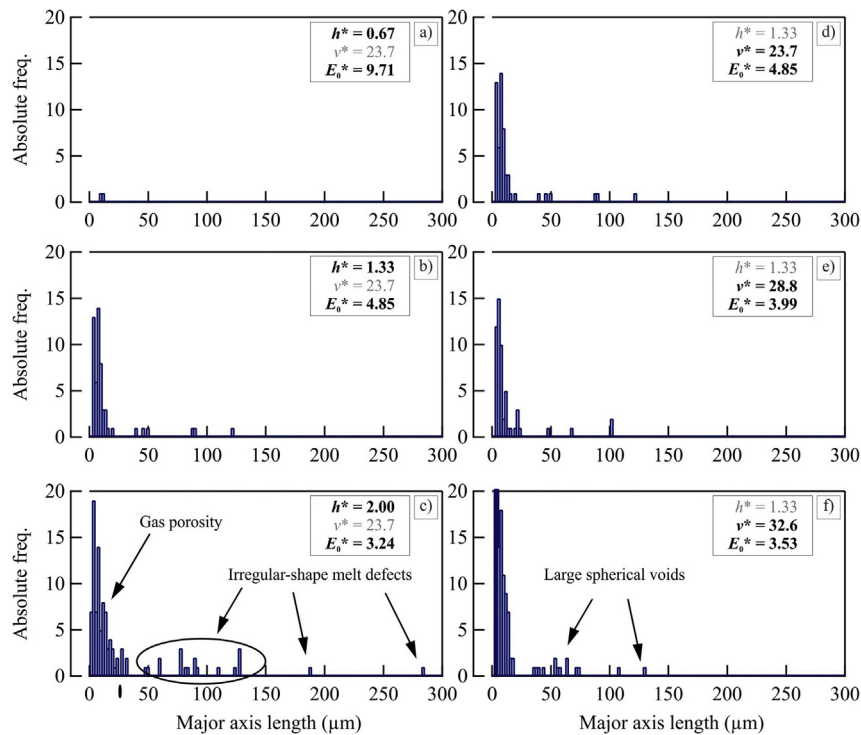 20
15
10
5
0
Absolute freq.
h* = 0.67
v* = 23.7
E₀* = 9.71
a)
0 50 100 150 200 250 300
20
15
10
5
0
h* = 1.33
v* = 23.7
E₀* = 4.85
d)
0 50 100 150 200 250 300
20
15
10
5
0
Absolute freq.
h* = 1.33
v* = 23.7
E₀* = 4.85
b)
0 50 100 150 200 250 300
20
15
10
5
0
h* = 1.33
v* = 28.8
E₀* = 3.99
e)
0 50 100 150 200 250 300
20
15
10
5
0
Absolute freq.
h* = 2.00
v* = 23.7
E₀* = 3.24
c)
Gas porosity
Irregular-shape melt defects
0 50 100 150 200 250 300
Major axis length (µm)
20
15
10
5
0
h* = 1.33
v* = 32.6
E₀* = 3.53
f)
Large spherical voids
0 50 100 150 200 250 300
Major axis length (µm)